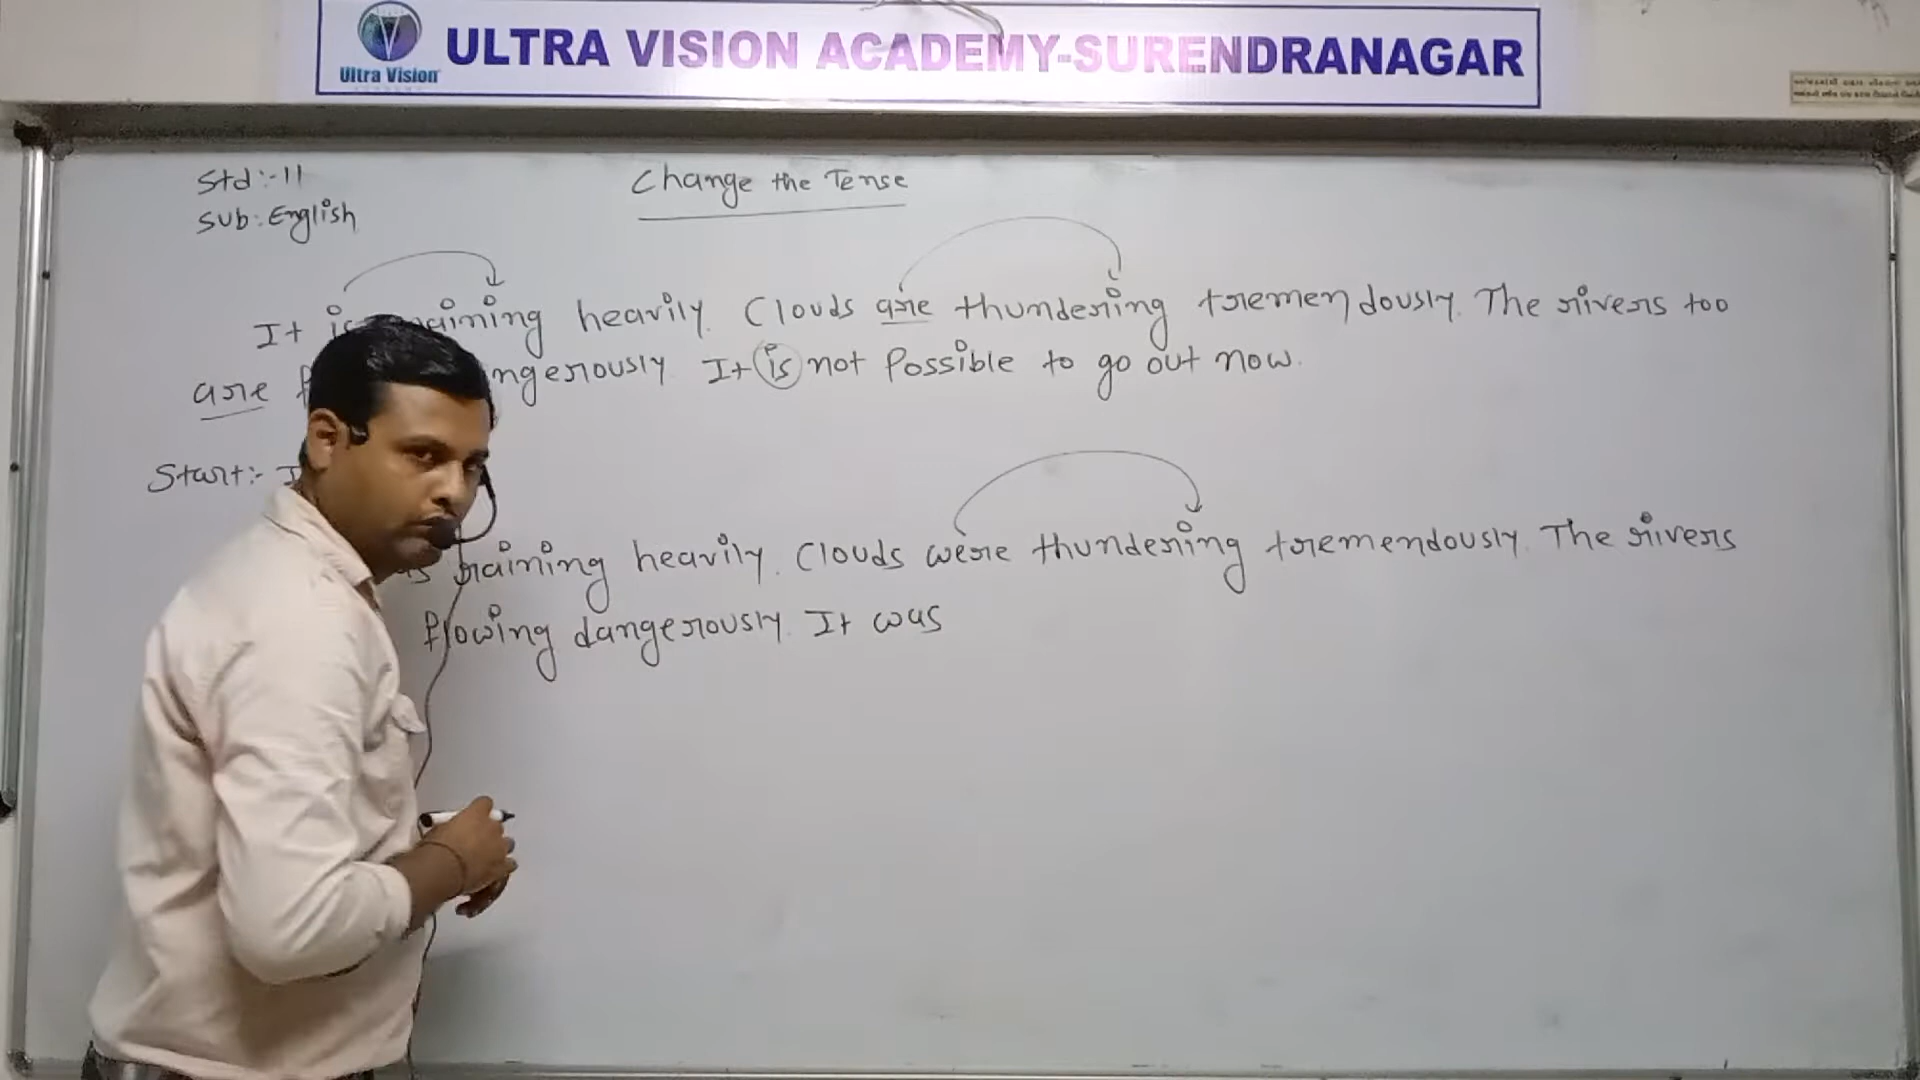 Ultra Vision
ULTRA VISION ACADEMY-SURENDRANAGAR
Std:-11
Sub:English
Change the Tense
It is raining heavily. Clouds are thundering tremendously. The rivers too
are dangerously. It is not Possible to go out now.
Start:-
raining heavily. Clouds were thundering tremendously. The rivers
flowing dangerously. It was